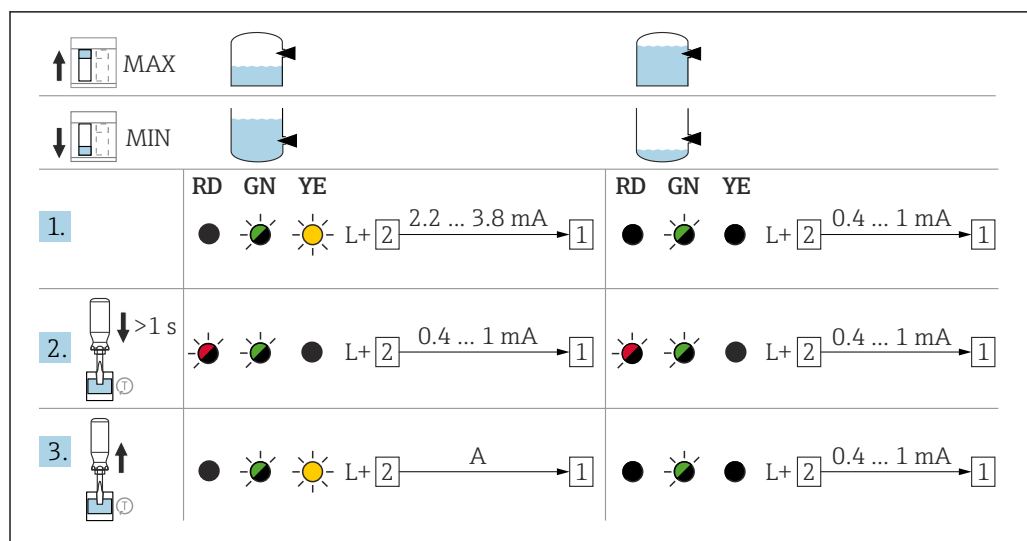 MAX
MIN
RD GN YE RD GN YE
1. L+ 2 2.2 ... 3.8 mA 1 L+ 2 0.4 ... 1 mA 1
2. >1 s T L+ 2 0.4 ... 1 mA 1 L+ 2 0.4 ... 1 mA 1
3. T L+ 2 A 1 L+ 2 0.4 ... 1 mA 1